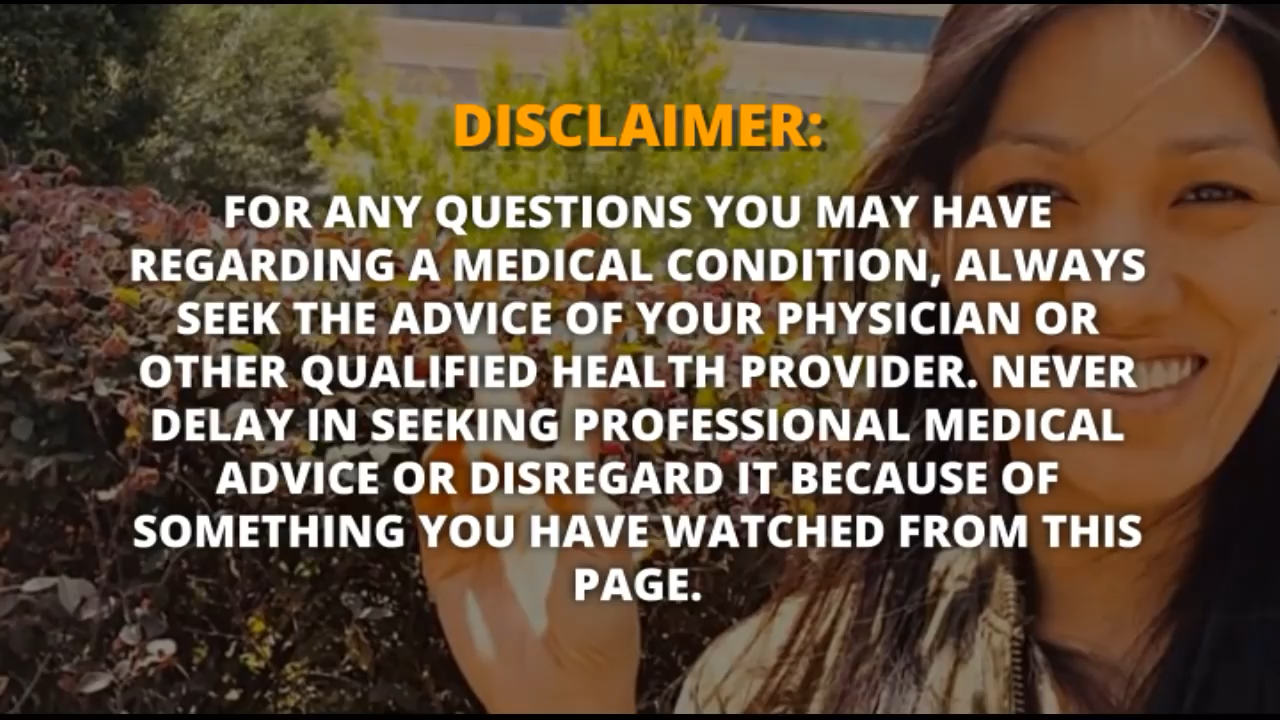 DISCLAIMER:
FOR ANY QUESTIONS YOU MAY HAVE
REGARDING A MEDICAL CONDITION, ALWAYS
SEEK THE ADVICE OF YOUR PHYSICIAN OR
OTHER QUALIFIED HEALTH PROVIDER. NEVER
DELAY IN SEEKING PROFESSIONAL MEDICAL
ADVICE OR DISREGARD IT BECAUSE OF
SOMETHING YOU HAVE WATCHED FROM THIS
PAGE.